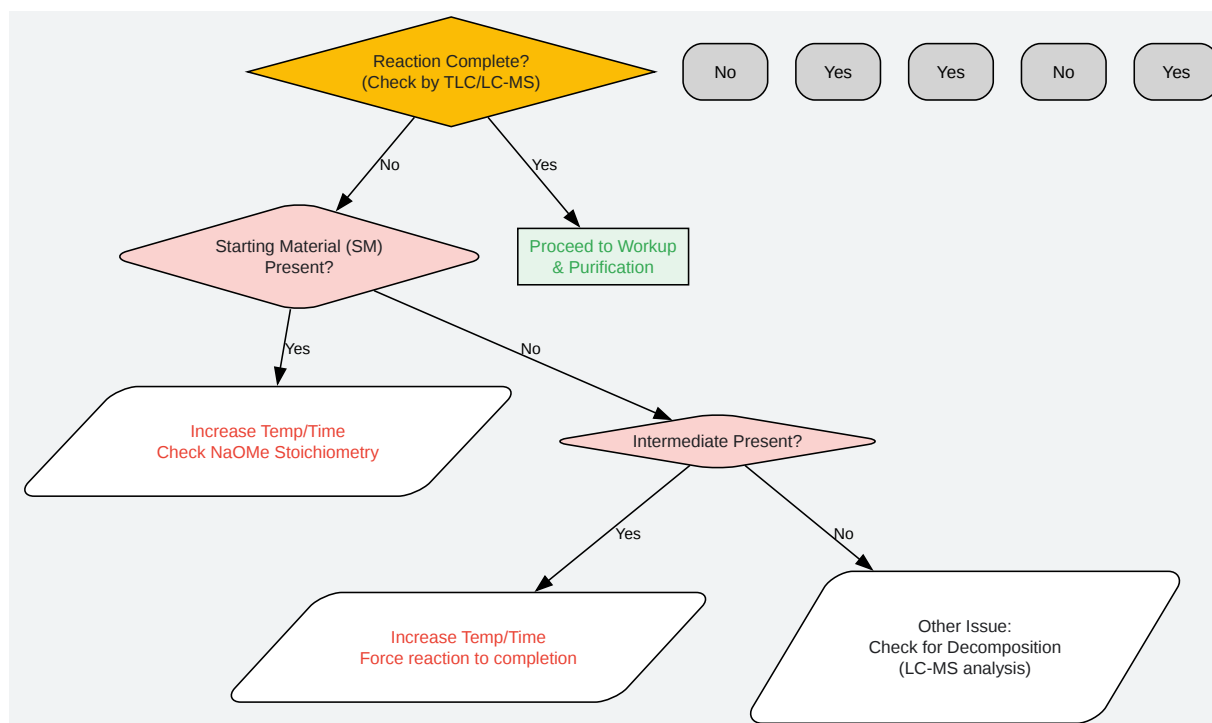 Reaction Complete?
(Check by TLC/LC-MS)
No
Yes
Yes
No
Yes
No
Yes
Starting Material (SM)
Present?
Proceed to Workup
& Purification
Yes
No
Increase Temp/Time
Check NaOMe Stoichiometry
Intermediate Present?
Yes
No
Increase Temp/Time
Force reaction to completion
Other Issue:
Check for Decomposition
(LC-MS analysis)